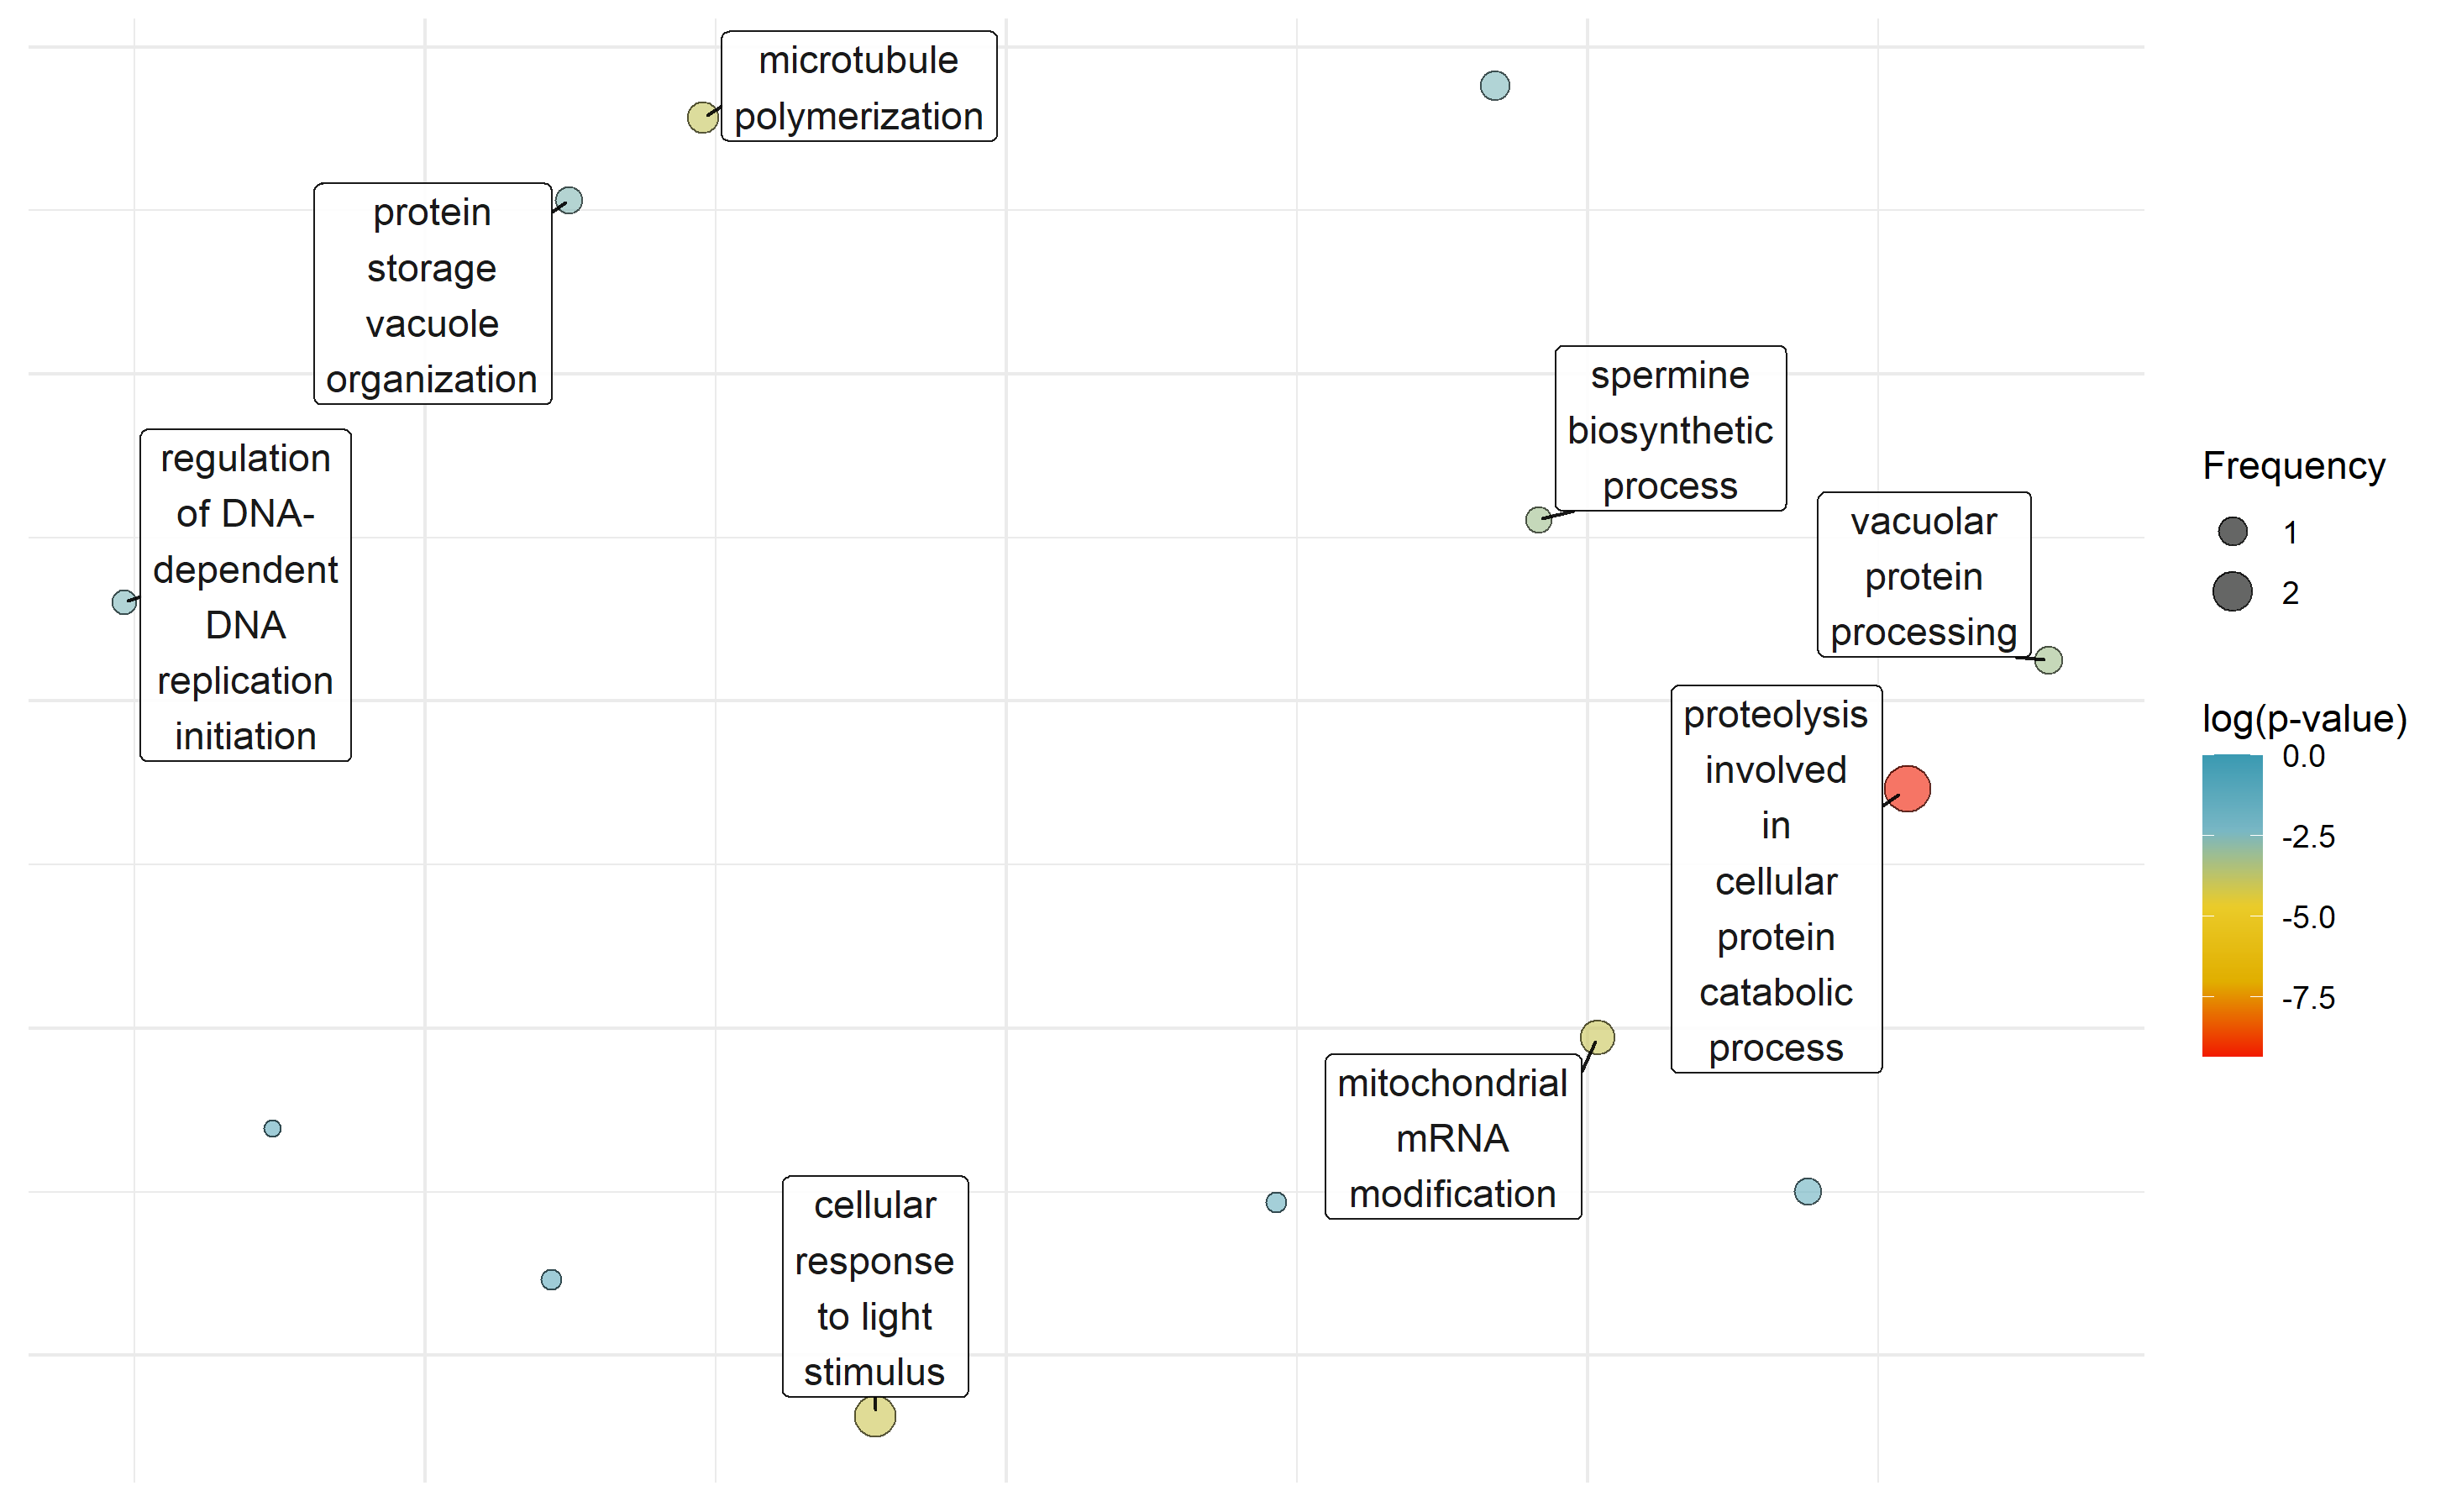 microtubule
polymerization
protein
storage
vacuole
organization
regulation
of DNA-
dependent
DNA
replication
initiation
spermine
biosynthetic
process
vacuolar
protein
processing
proteolysis
involved
in
cellular
protein
catabolic
process
mitochondrial
mRNA
modification
cellular
response
to light
stimulus
Frequency
1
2
log(p-value)
0.0
-2.5
-5.0
-7.5